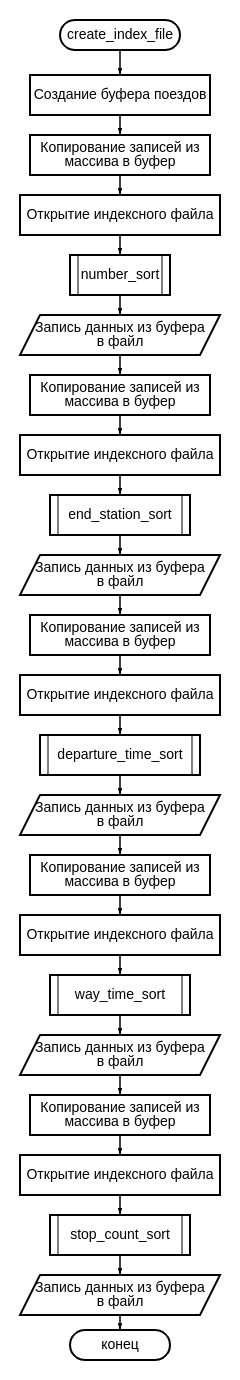 create_index_file
Создание буфера поездов
Копирование записей из
массива в буфер
Открытие индексного файла
number_sort
Запись данных из буфера
в файл
Копирование записей из
массива в буфер
Открытие индексного файла
end_station_sort
Запись данных из буфера
в файл
Копирование записей из
массива в буфер
Открытие индексного файла
departure_time_sort
Запись данных из буфера
в файл
Копирование записей из
массива в буфер
Открытие индексного файла
way_time_sort
Запись данных из буфера
в файл
Копирование записей из
массива в буфер
Открытие индексного файла
stop_count_sort
Запись данных из буфера
в файл
конец